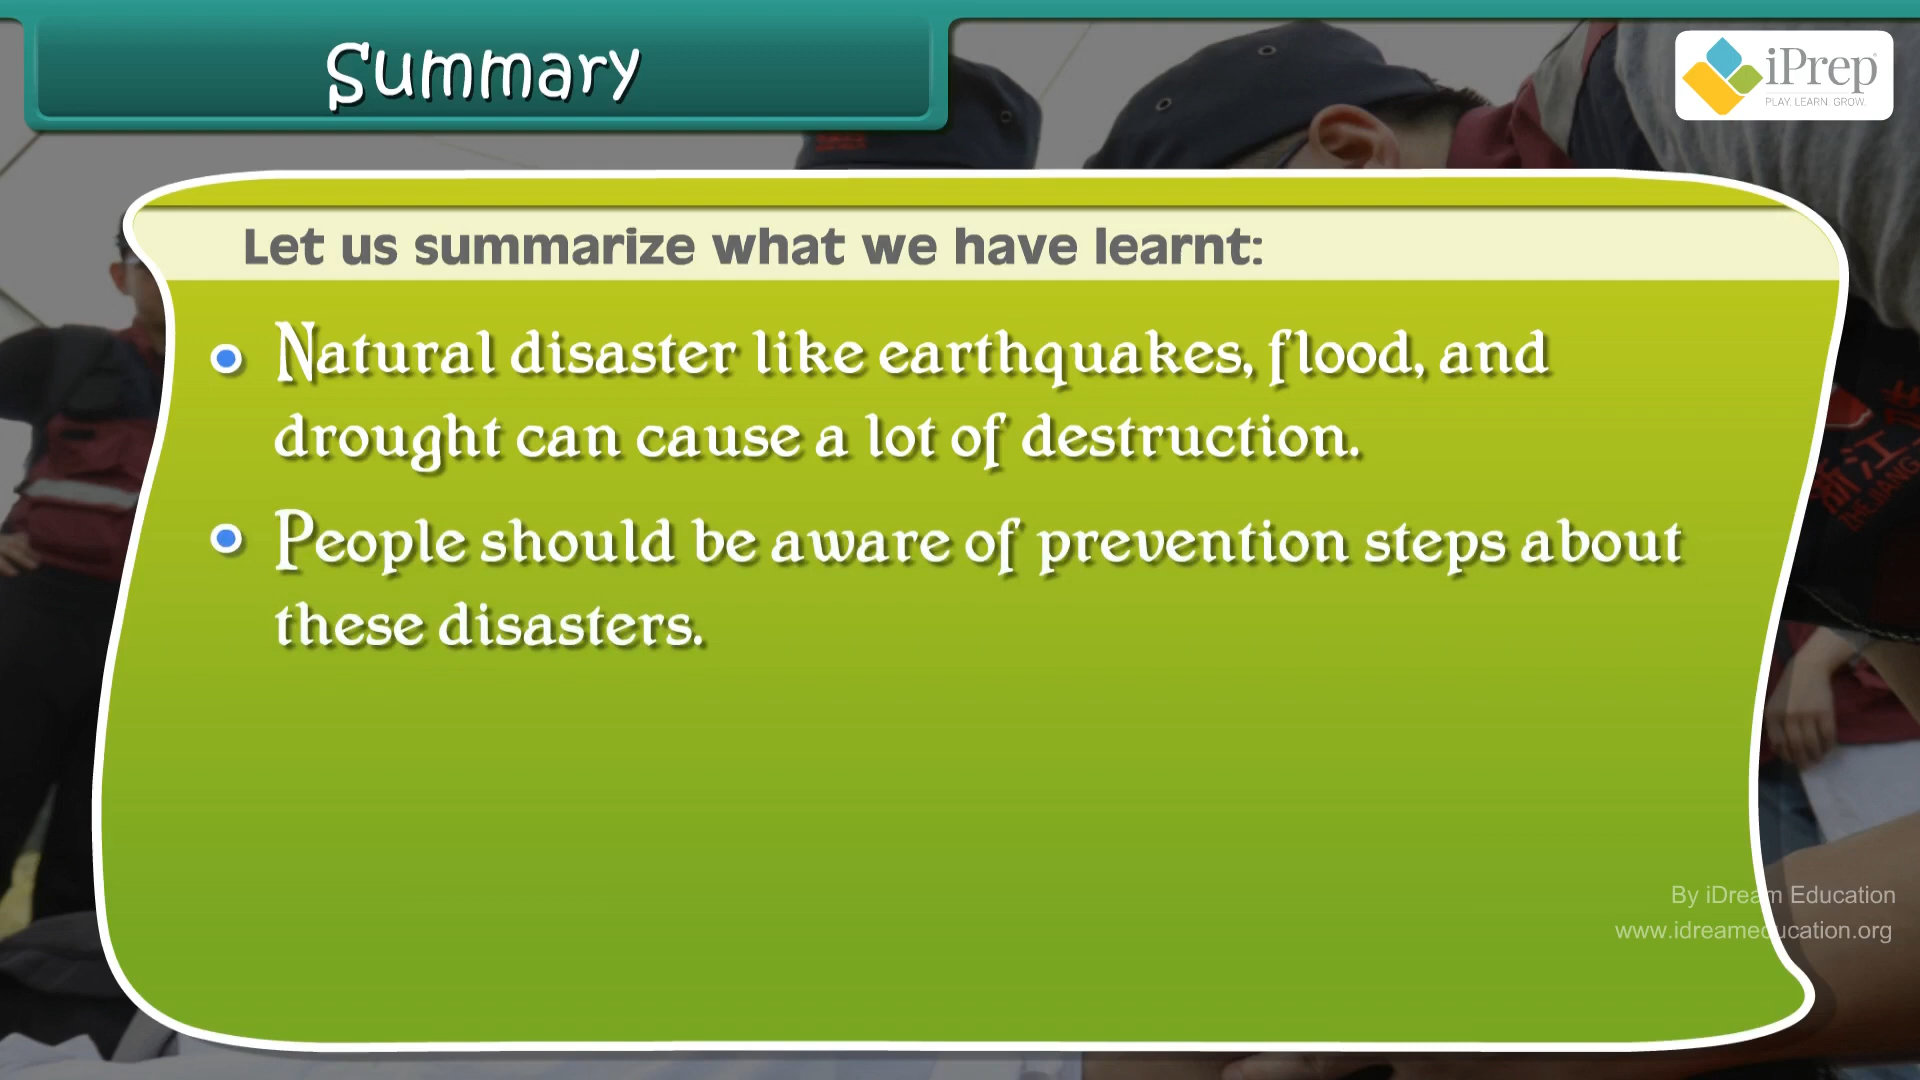 Summary
iPrep
PLAY. LEARN. GROW.
Let us summarize what we have learnt:
Natural disaster like earthquakes, flood, and
drought can cause a lot of destruction.
People should be aware of prevention steps about
these disasters.
浙江
By iDream Education
www.idreameducation.org